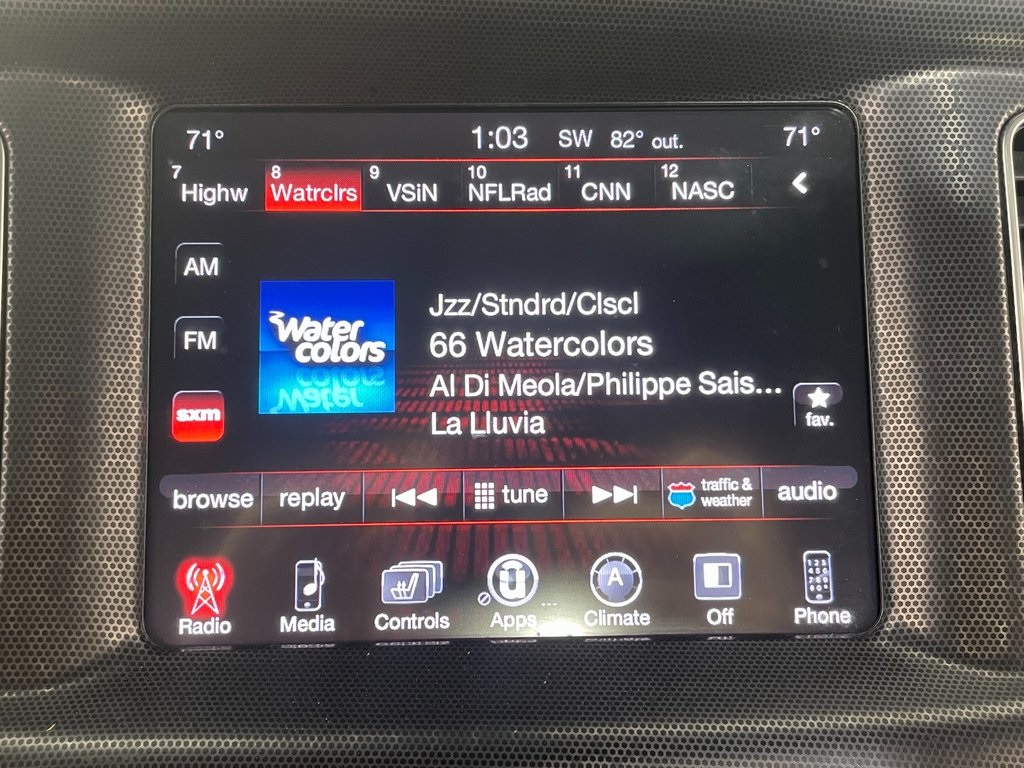 71° 1:03 SW 82° out. 71°
7 Highw 8 Watrclrs 9 VSiN 10 NFLRad 11 CNN 12 NASC
AM
FM
sxm
Water
colors
Jzz/Stndrd/Clscl
66 Watercolors
Al Di Meola/Philippe Sais...
La Lluvia
fav.
browse replay tune traffic & weather audio
A
Radio Media Controls Apps Climate Off Phone